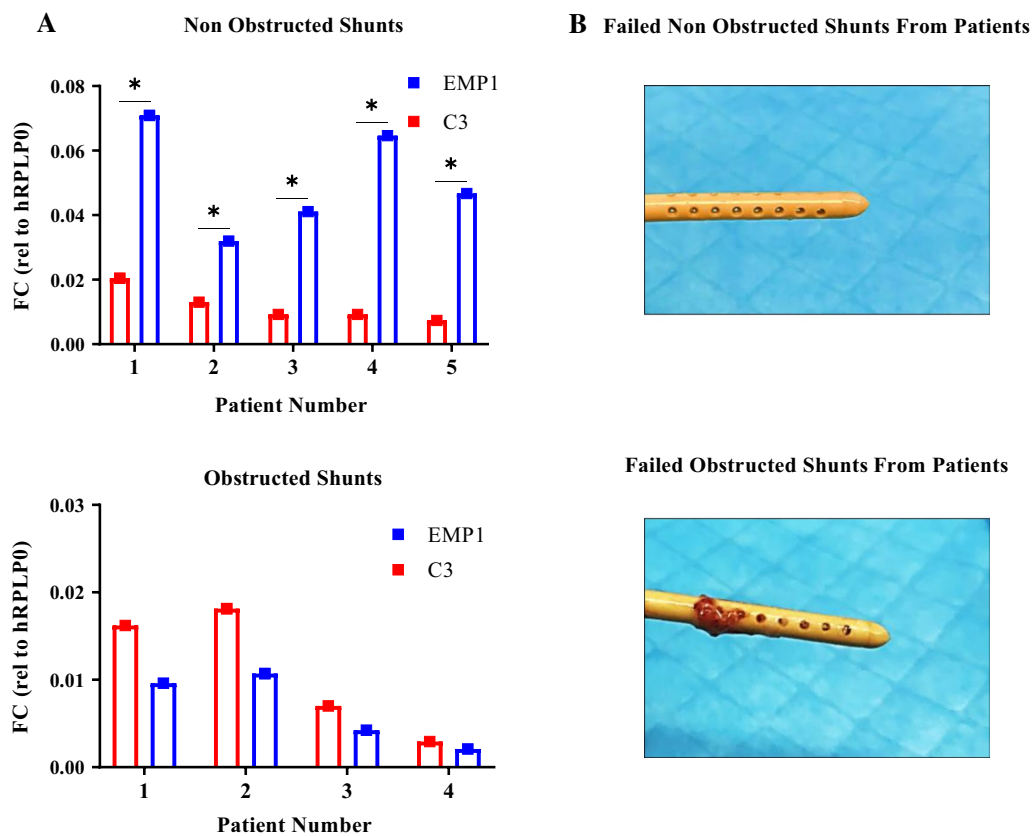 A
Non Obstructed Shunts
FC (rel to hRPLP0)
0.08
0.06
0.04
0.02
0.00
*
*
*
*
*
EMP1
C3
1 2 3 4 5
Patient Number
B Failed Non Obstructed Shunts From Patients
Obstructed Shunts
FC (rel to hRPLP0)
0.03
0.02
0.01
0.00
EMP1
C3
1 2 3 4
Patient Number
Failed Obstructed Shunts From Patients